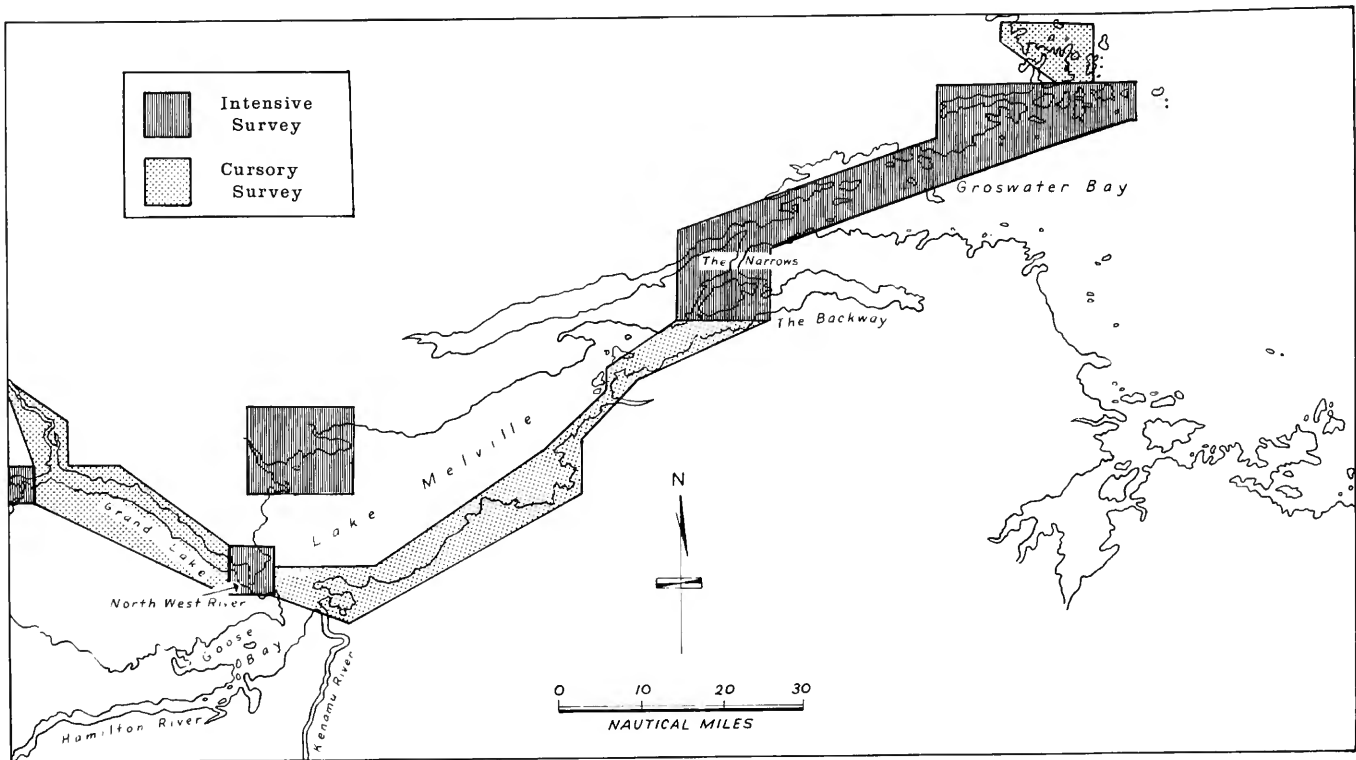 Intensive
Survey
Cursory
Survey
Groswater Bay
The Narrows
The Backway
Lake Melville
N
Grand Lake
North West River
Goose
Bay
Hamilton River
Kenamu River
0 10 20 30
NAUTICAL MILES